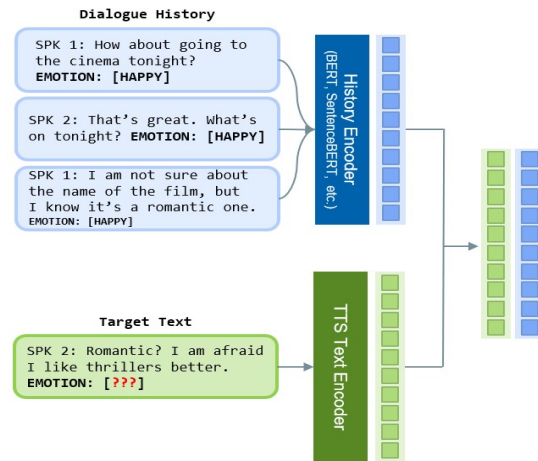 Dialogue History
SPK 1: How about going to
the cinema tonight?
EMOTION: [HAPPY]
SPK 2: That's great. What's
on tonight? EMOTION: [HAPPY]
SPK 1: I am not sure about
the name of the film, but
I know it's a romantic one.
EMOTION: [HAPPY]
History Encoder
(BERT, SentenceBERT, etc.)
Target Text
SPK 2: Romantic? I am afraid
I like thrillers better.
EMOTION: [???]
TTS Text Encoder